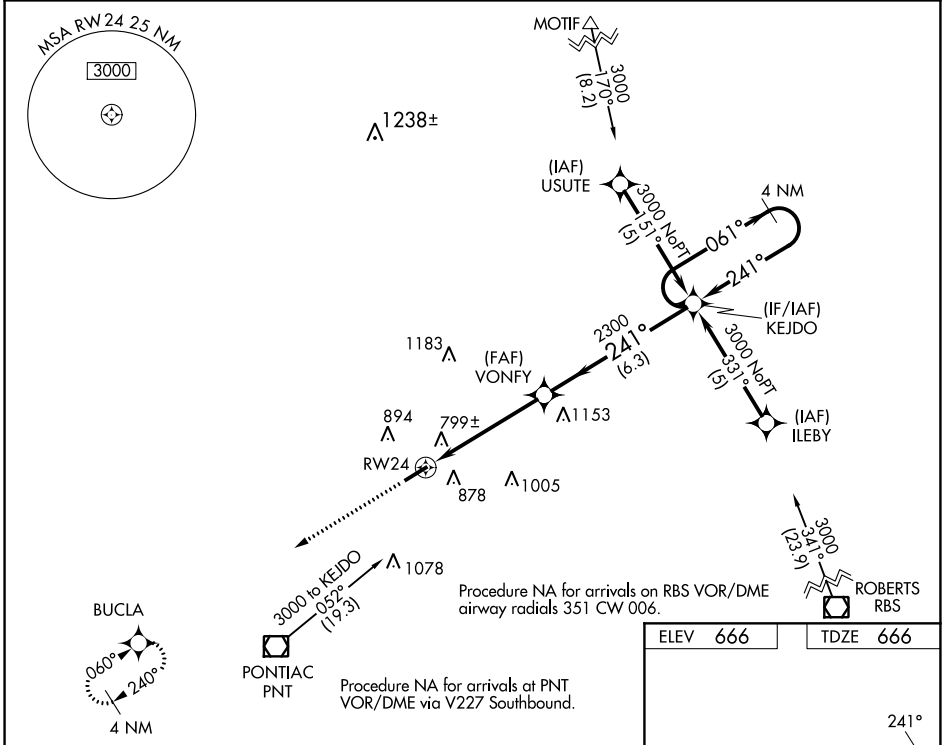 MSA RW24 25 NM
3000
MOTIF
3000
170°
(8.2)
1238±
(IAF)
USUTE
3000 NoPT
151°
(5)
4 NM
061°
241°
(IF/IAF)
KEJDO
2300
241°
(6.3)
3000 NoPT
331°
(5)
1183
(FAF)
VONFY
1153
(IAF)
ILEBY
894
799±
RW24
878
1005
3000
341°
(23.9)
1078
3000 to KEJDO
052°
(19.3)
Procedure NA for arrivals on RBS VOR/DME
airway radials 351 CW 006.
ROBERTS
RBS
BUCLA
060°
240°
4 NM
PONTIAC
PNT
Procedure NA for arrivals at PNT
VOR/DME via V227 Southbound.
ELEV 666
TDZE 666
241°